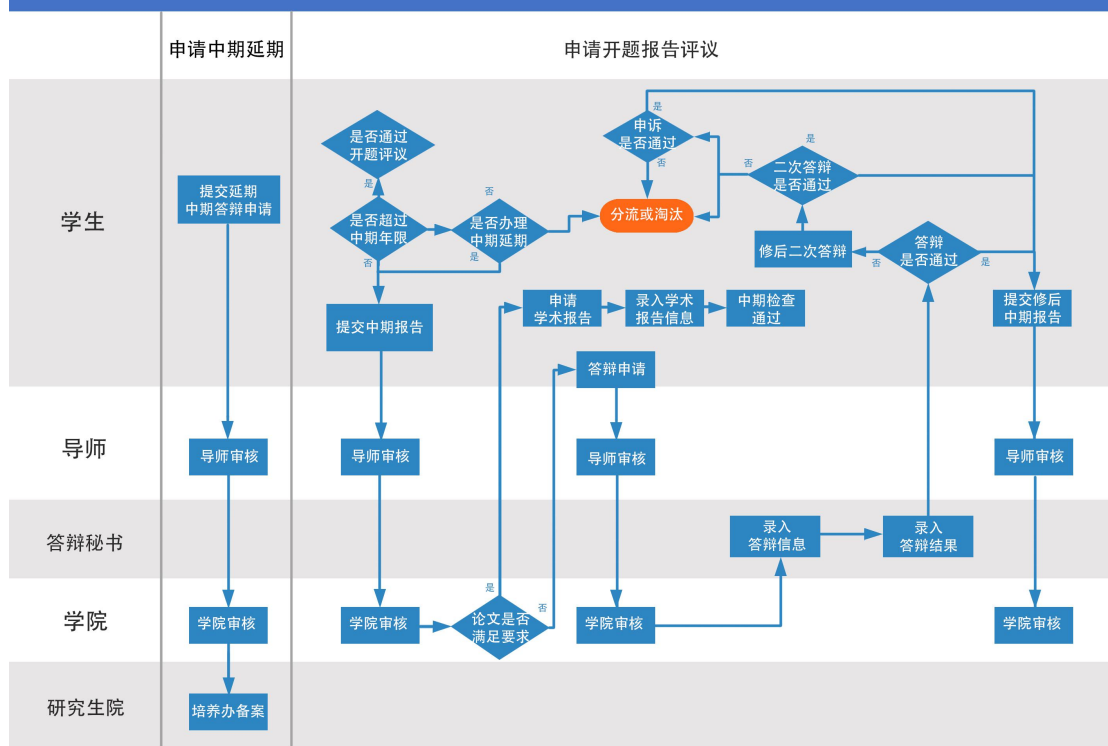 申请中期延期
申请开题报告评议
学生
提交延期
中期答辩申请
是否通过
开题评议
是
是否超过
中期年限
否
否
是否办理
中期延期
是
提交中期报告
是
申诉
是否通过
否
分流或淘汰
是
否
二次答辩
是否通过
修后二次答辩
否
答辩
是否通过
是
申请
学术报告
录入学术
报告信息
中期检查
通过
提交修后
中期报告
答辩申请
导师
导师审核
导师审核
导师审核
导师审核
答辩秘书
录入
答辩信息
录入
答辩结果
学院
学院审核
学院审核
是
论文是否
满足要求
否
学院审核
学院审核
研究生院
培养办备案